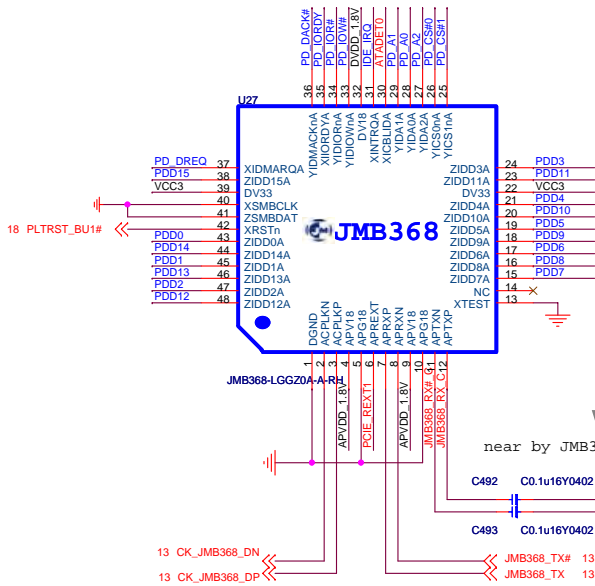 PD_DACK#
PD_IORDY
PD_IOR#
PD_IOW#
DVDD_1.8V
IDE_IRQ
ATADET0
PD_A1
PD_A0
PD_A2
PD_CS#0
PD_CS#1
36 35 34 33 32 31 30 29 28 27 26 25
U27
YIDMACKnA
XIIORDYA
YIDIORnA
YIDIOWnA
DV18
XINTRQA
XICBLIDA
YIDA1A
YIDA0A
YIDA2A
YICS0nA
YICS1nA
PD_DREQ 37 XIDMARQA
PDD15 38 ZIDD15A
VCC3 39 DV33
40 XSMBCLK
41 ZSMBDAT
18 PLTRST_BU1# 42 XRSTn
PDD0 43 ZIDD0A
PDD14 44 ZIDD14A
PDD1 45 ZIDD1A
PDD13 46 ZIDD13A
PDD2 47 ZIDD2A
PDD12 48 ZIDD12A
JMB368
ZIDD3A 24 PDD3
ZIDD11A 23 PDD11
DV33 22 VCC3
ZIDD4A 21 PDD4
ZIDD10A 20 PDD10
ZIDD5A 19 PDD5
ZIDD9A 18 PDD9
ZIDD6A 17 PDD6
ZIDD8A 16 PDD8
ZIDD7A 15 PDD7
NC 14
XTEST 13
DGND
ACPLKN
ACPLKP
APV18
APG18
APREXT
APRXP
APRXN
APV18
APG18
APTXN
APTXP
1 2 3 4 5 6 7 8 9 10 11 12
JMB368-LGGZ0A-A-RH
APVDD_1.8V
PCIE_REXT1
APVDD_1.8V
JMB368_RX#_C
JMB368_RX_C
near by JMB3
C492 C0.1u16Y0402
C493 C0.1u16Y0402
13 CK_JMB368_DN
13 CK_JMB368_DP
JMB368_TX# 13
JMB368_TX 13